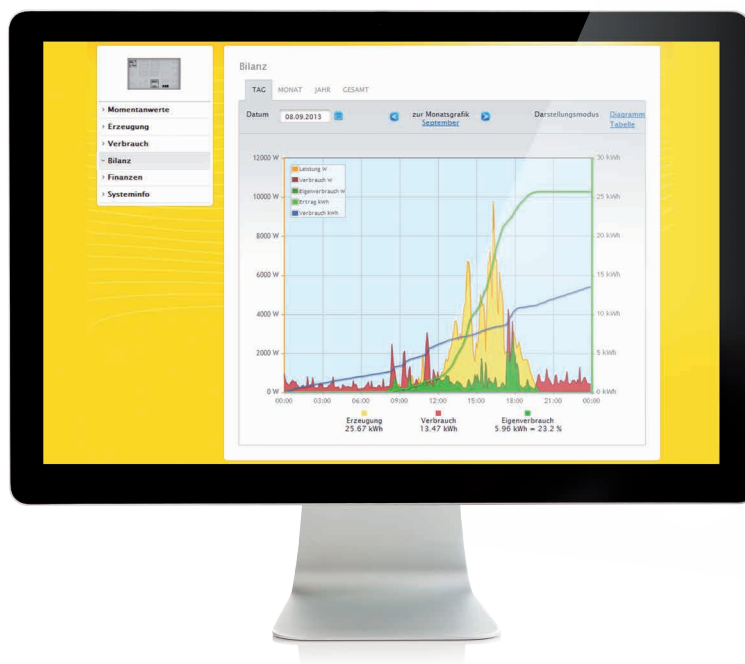 Bilanz
TAG MONAT JAHR GESAMT
› Momentanwerte
› Erzeugung
› Verbrauch
Bilanz
› Finanzen
› Systeminfo
Datum 08.09.2013 zur Monatsgrafik Darstellungsmodus Diagramm
September Tabelle
12000 W 30 kWh
Leistung W
Verbrauch W
Eigenverbrauch W
Ertrag kWh
Verbrauch kWh
10000 W 25 kWh
8000 W 20 kWh
6000 W 15 kWh
4000 W 10 kWh
2000 W 5 kWh
0 W 0 kWh
00:00 03:00 06:00 09:00 12:00 15:00 18:00 21:00 00:00
Erzeugung Verbrauch Eigenverbrauch
25.67 kWh 13.47 kWh 5.96 kWh = 23.2 %